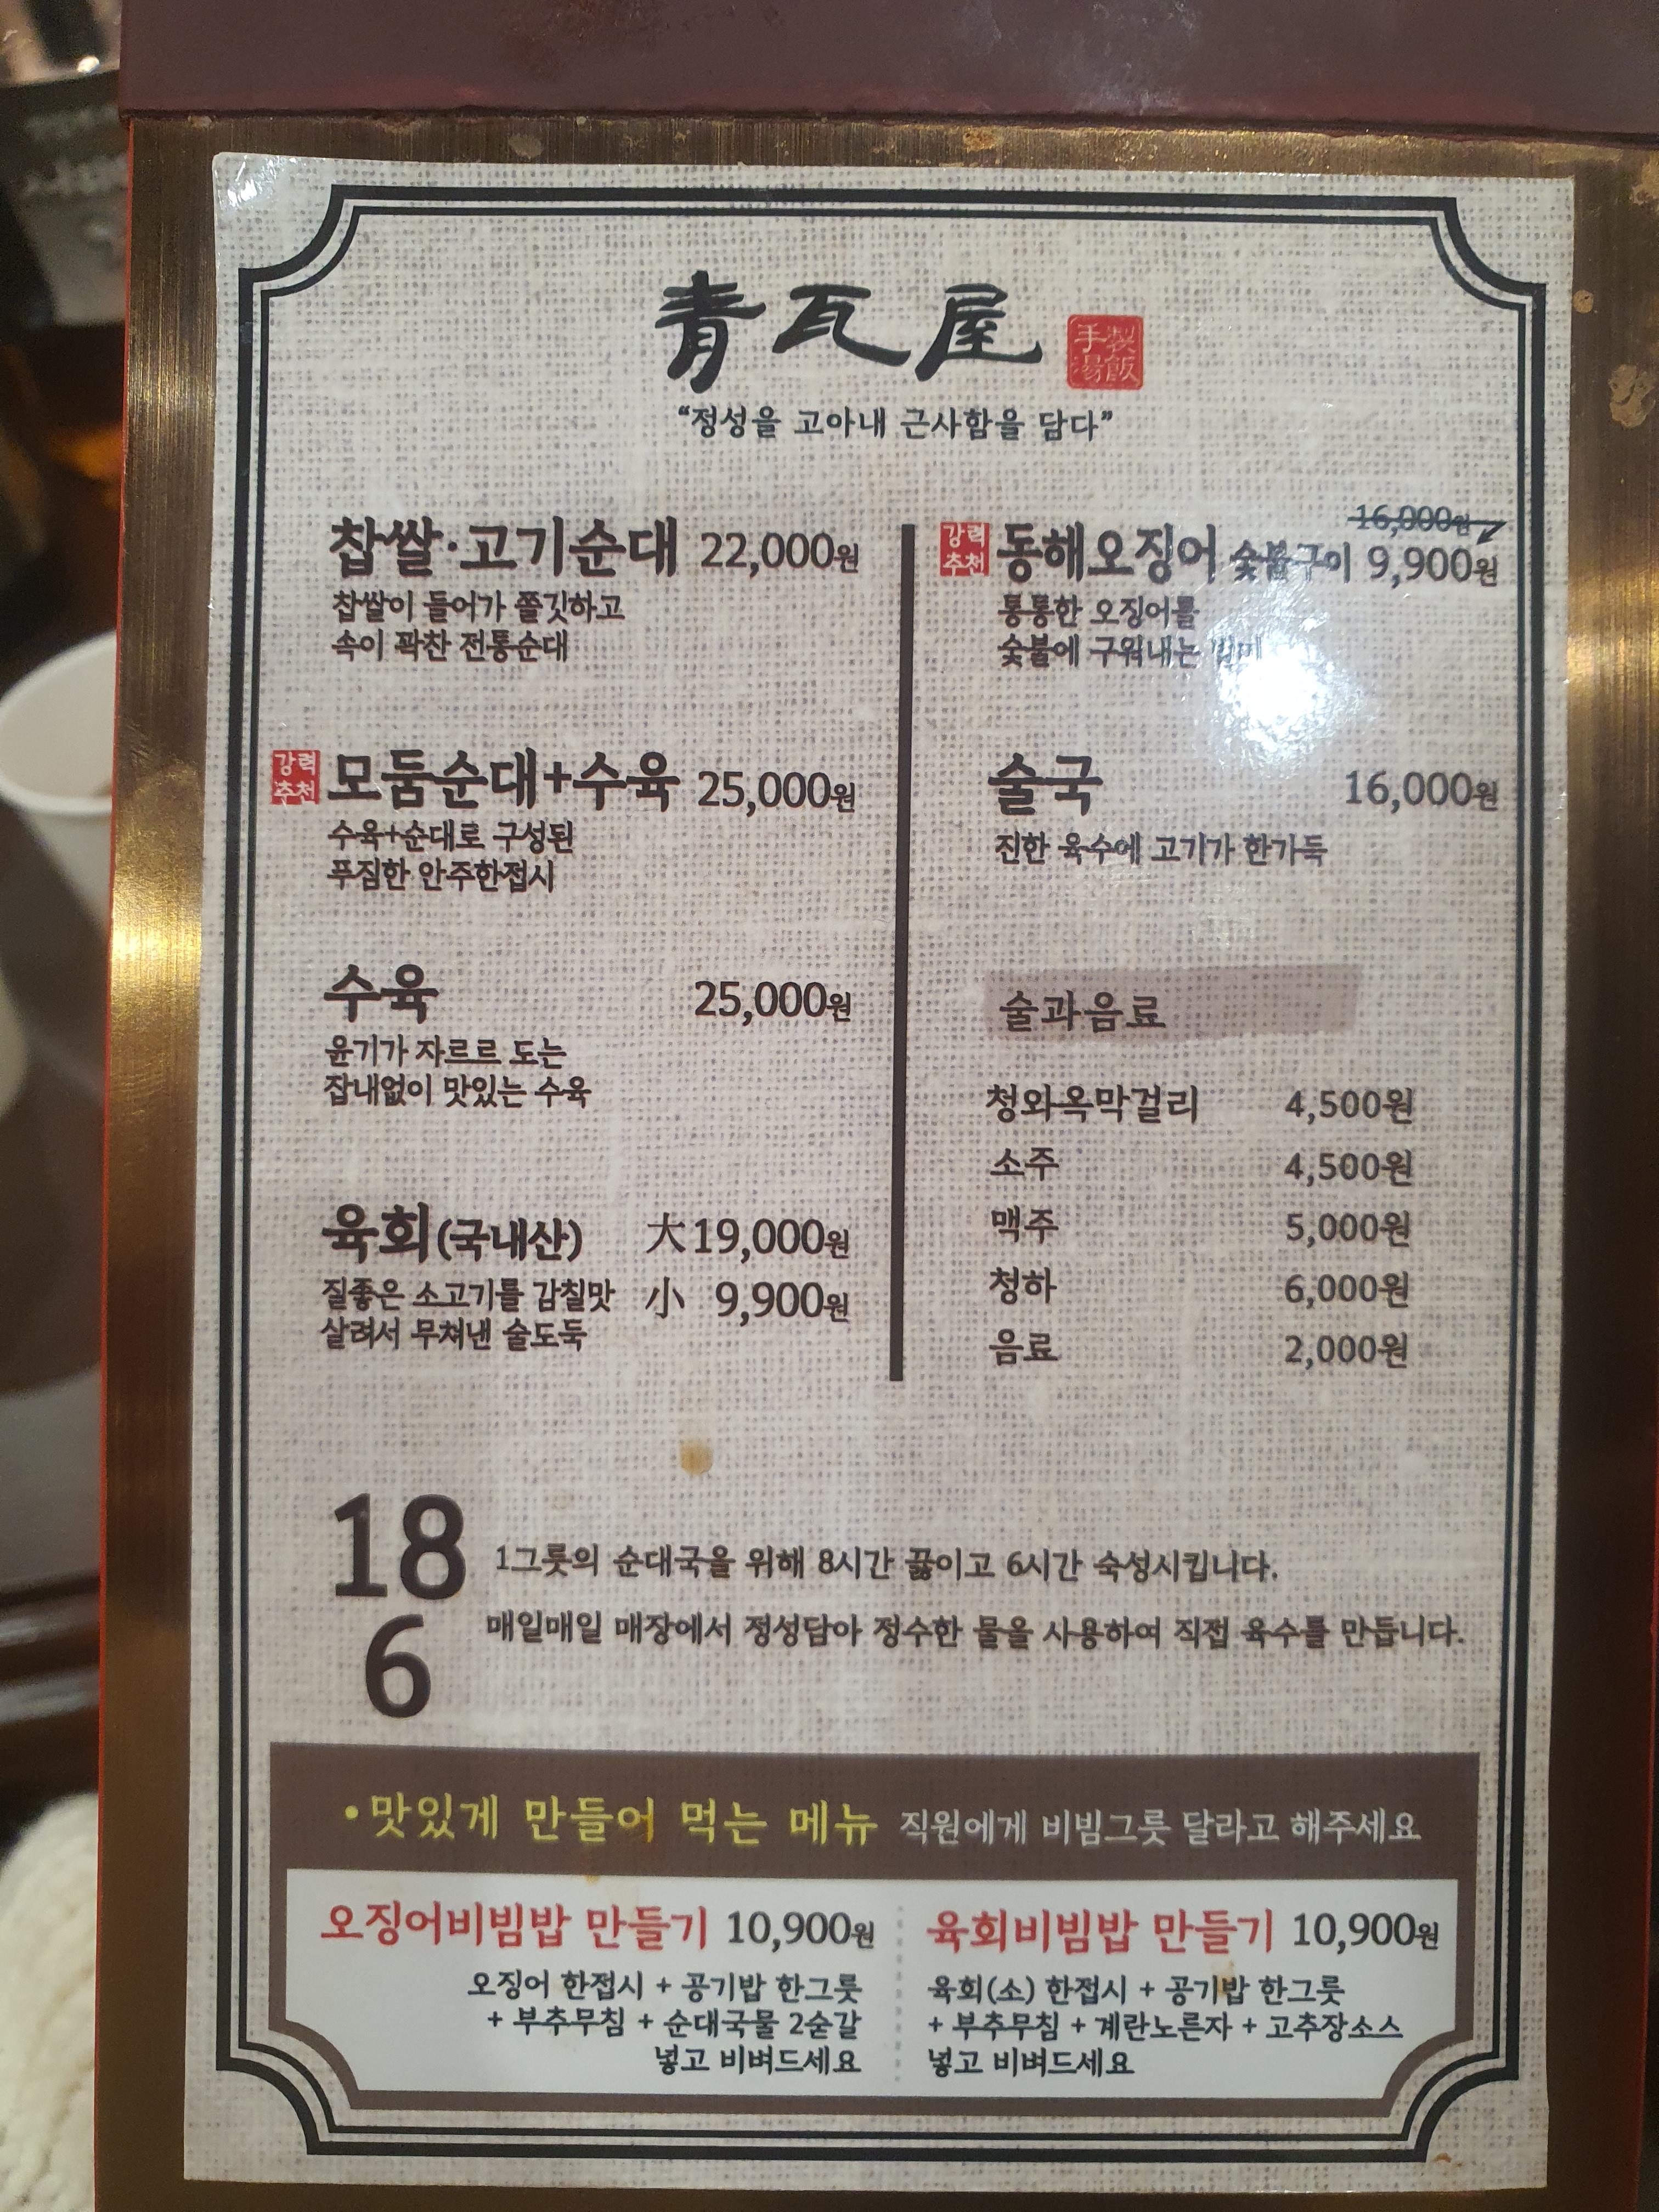 青瓦屋
手製
湯飯
“정성을 고아내 근사함을 담다”
찹쌀·고기순대 22,000원
찹쌀이 들어가 쫄깃하고
속이 꽉찬 전통순대
강력
추천
모둠순대+수육 25,000원
수육+순대로 구성된
푸짐한 안주한접시
수육 25,000원
윤기가 자르르 도는
잡내없이 맛있는 수육
육회(국내산) 大 19,000원
질좋은 소고기를 감칠맛 小 9,900원
살려서 무쳐낸 술도둑
16,000원
강력
추천
동해오징어 숯불구이 9,900원
통통한 오징어를
숯불에 구워내는
술국 16,000원
진한 육수에 고기가 한가득
술과음료
청와옥막걸리 4,500원
소주 4,500원
맥주 5,000원
청하 6,000원
음료 2,000원
18
6
1그릇의 순대국을 위해 8시간 끓이고 6시간 숙성시킵니다.
매일매일 매장에서 정성담아 정수한 물을 사용하여 직접 육수를 만듭니다.
•맛있게 만들어 먹는 메뉴 직원에게 비빔그릇 달라고 해주세요
오징어비빔밥 만들기 10,900원
오징어 한접시 + 공기밥 한그릇
+ 부추무침 + 순대국물 2숟갈
넣고 비벼드세요
육회비빔밥 만들기 10,900원
육회(소) 한접시 + 공기밥 한그릇
+ 부추무침 + 계란노른자 + 고추장소스
넣고 비벼드세요